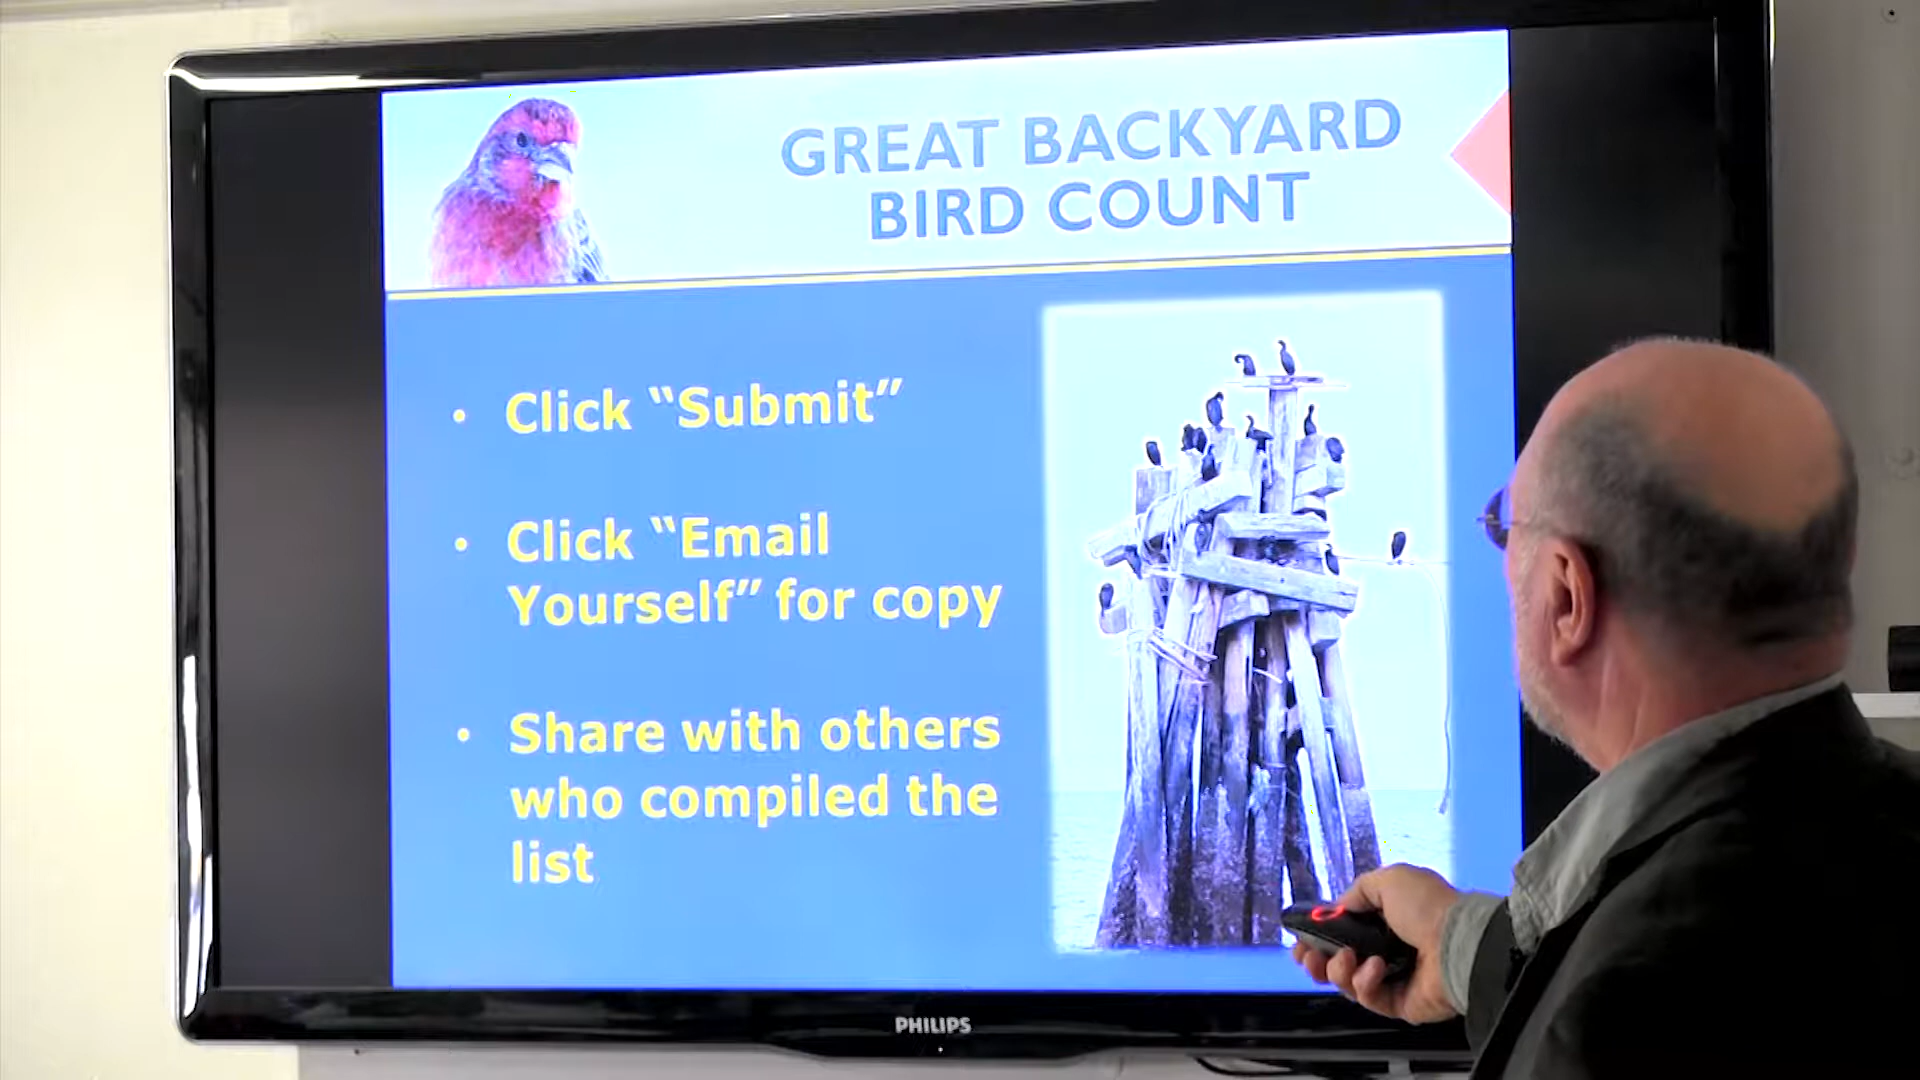 GREAT BACKYARD
BIRD COUNT
• Click “Submit”
• Click “Email
Yourself” for copy
• Share with others
who compiled the
list
PHILIPS